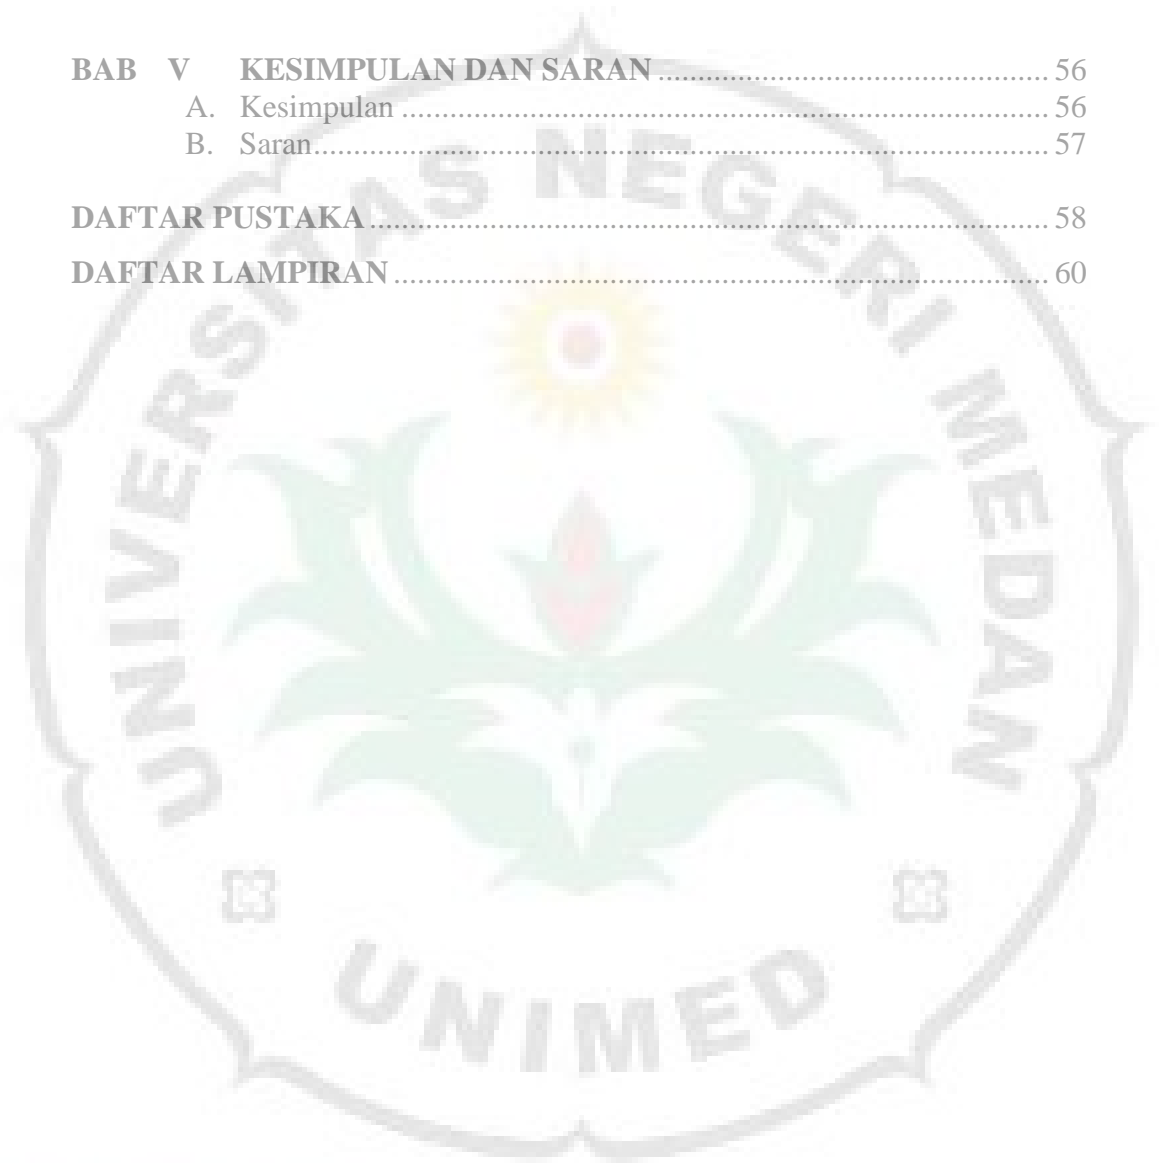 BAB V KESIMPULAN DAN SARAN ........................................ 56
A. Kesimpulan ........................................ 56
B. Saran ........................................ 57
DAFTAR PUSTAKA ........................................ 58
DAFTAR LAMPIRAN ........................................ 60
UNIVERSITAS NEGERI MEDAN
UNIMED